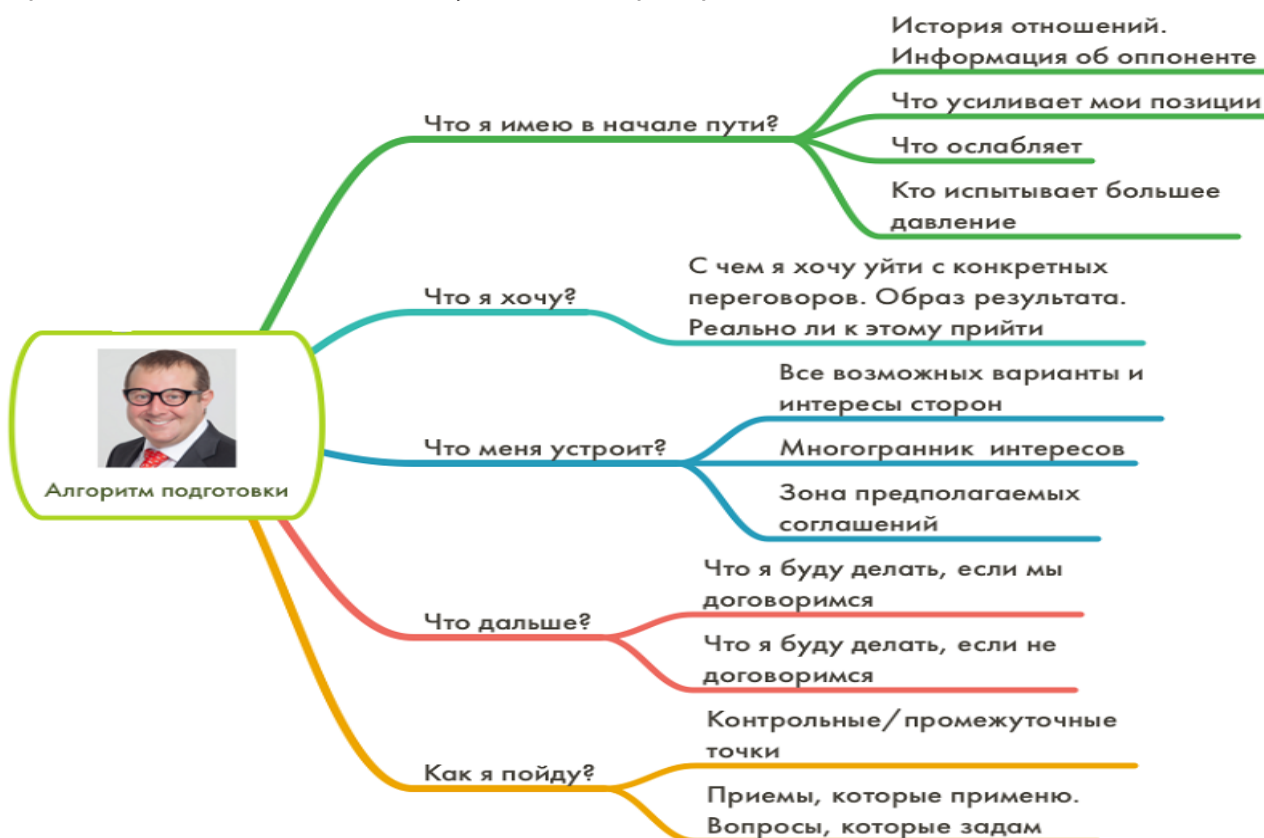 История отношений.
Информация об оппоненте
Что я имею в начале пути?
Что усиливает мои позиции
Что ослабляет
Кто испытывает большее
давление
Что я хочу?
С чем я хочу уйти с конкретных
переговоров. Образ результата.
Реально ли к этому прийти
Алгоритм подготовки
Что меня устроит?
Все возможных варианты и
интересы сторон
Многогранник интересов
Зона предполагаемых
соглашений
Что дальше?
Что я буду делать, если мы
договоримся
Что я буду делать, если не
договоримся
Как я пойду?
Контрольные/промежуточные
точки
Приемы, которые применю.
Вопросы, которые задам